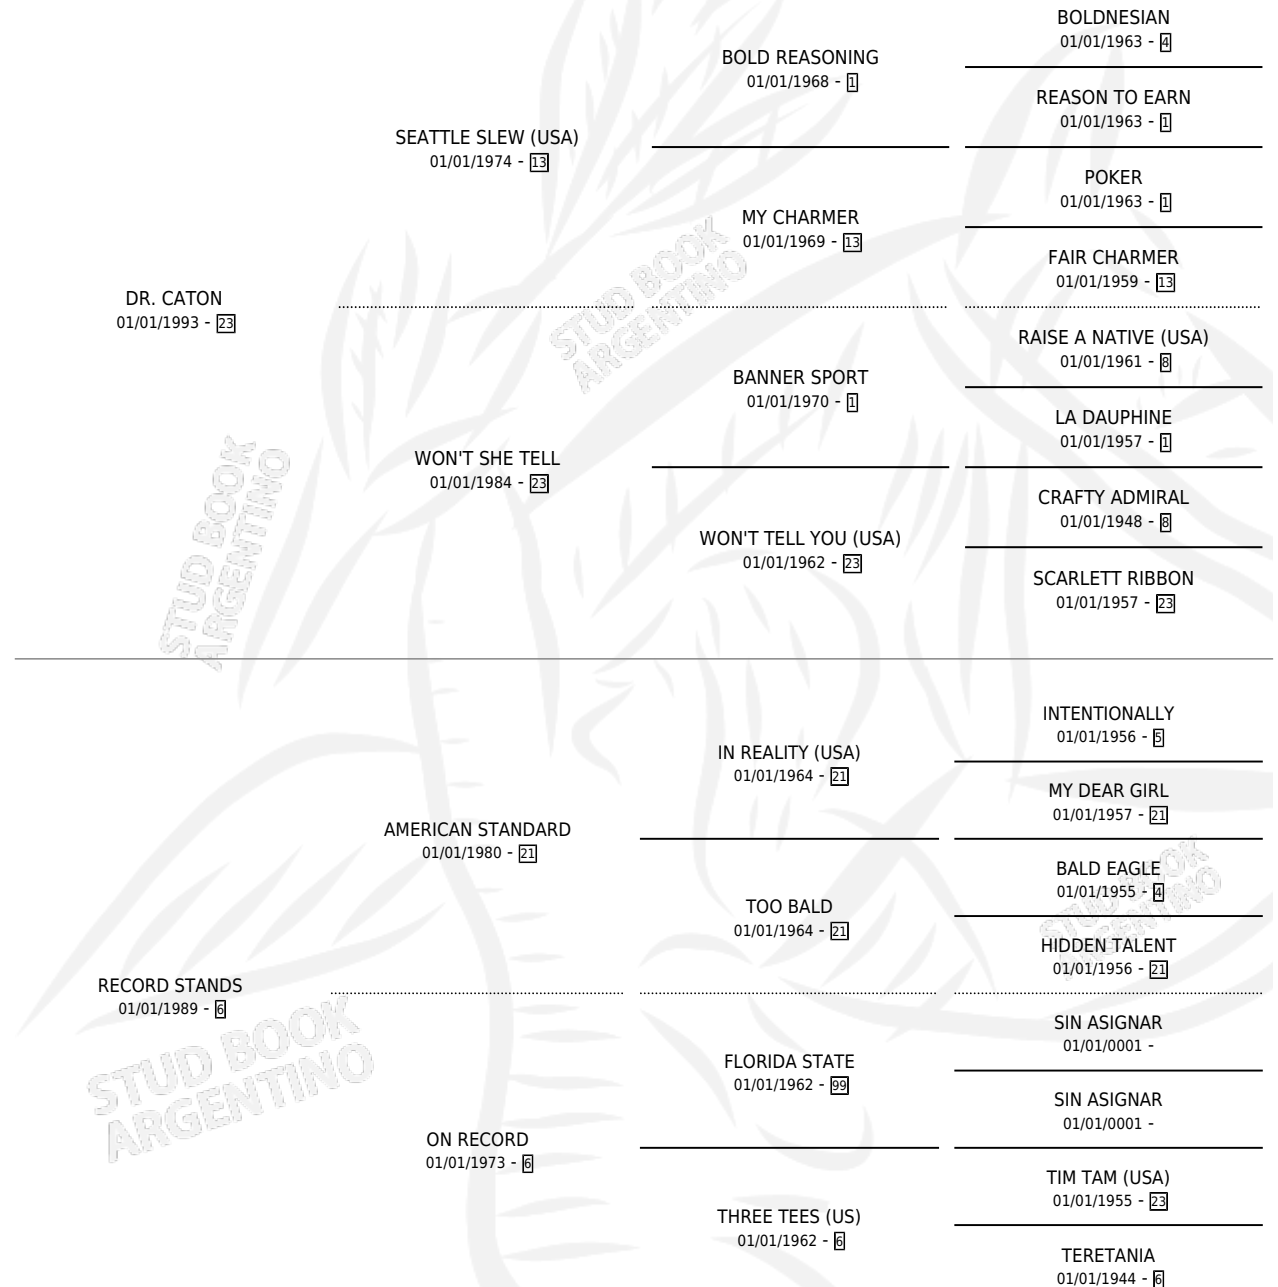 BOLDNESIAN
01/01/1963 - 4
BOLD REASONING
01/01/1968 - 1
REASON TO EARN
01/01/1963 - 1
SEATTLE SLEW (USA)
01/01/1974 - 13
POKER
01/01/1963 - 1
MY CHARMER
01/01/1969 - 13
FAIR CHARMER
01/01/1959 - 13
DR. CATON
01/01/1993 - 23
RAISE A NATIVE (USA)
01/01/1961 - 8
BANNER SPORT
01/01/1970 - 1
LA DAUPHINE
01/01/1957 - 1
WON'T SHE TELL
01/01/1984 - 23
CRAFTY ADMIRAL
01/01/1948 - 8
WON'T TELL YOU (USA)
01/01/1962 - 23
SCARLETT RIBBON
01/01/1957 - 23
INTENTIONALLY
01/01/1956 - 5
IN REALITY (USA)
01/01/1964 - 21
MY DEAR GIRL
01/01/1957 - 21
AMERICAN STANDARD
01/01/1980 - 21
BALD EAGLE
01/01/1955 - 4
TOO BALD
01/01/1964 - 21
HIDDEN TALENT
01/01/1956 - 21
RECORD STANDS
01/01/1989 - 6
SIN ASIGNAR
01/01/0001 -
FLORIDA STATE
01/01/1962 - 99
SIN ASIGNAR
01/01/0001 -
ON RECORD
01/01/1973 - 6
TIM TAM (USA)
01/01/1955 - 23
THREE TEES (US)
01/01/1962 - 6
TERETANIA
01/01/1944 - 6
STUD BOOK
ARGENTINO
STUD BOOK
ARGENTINO
STUD BOOK
ARGENTINO
STUD BOOK
ARGENTINO